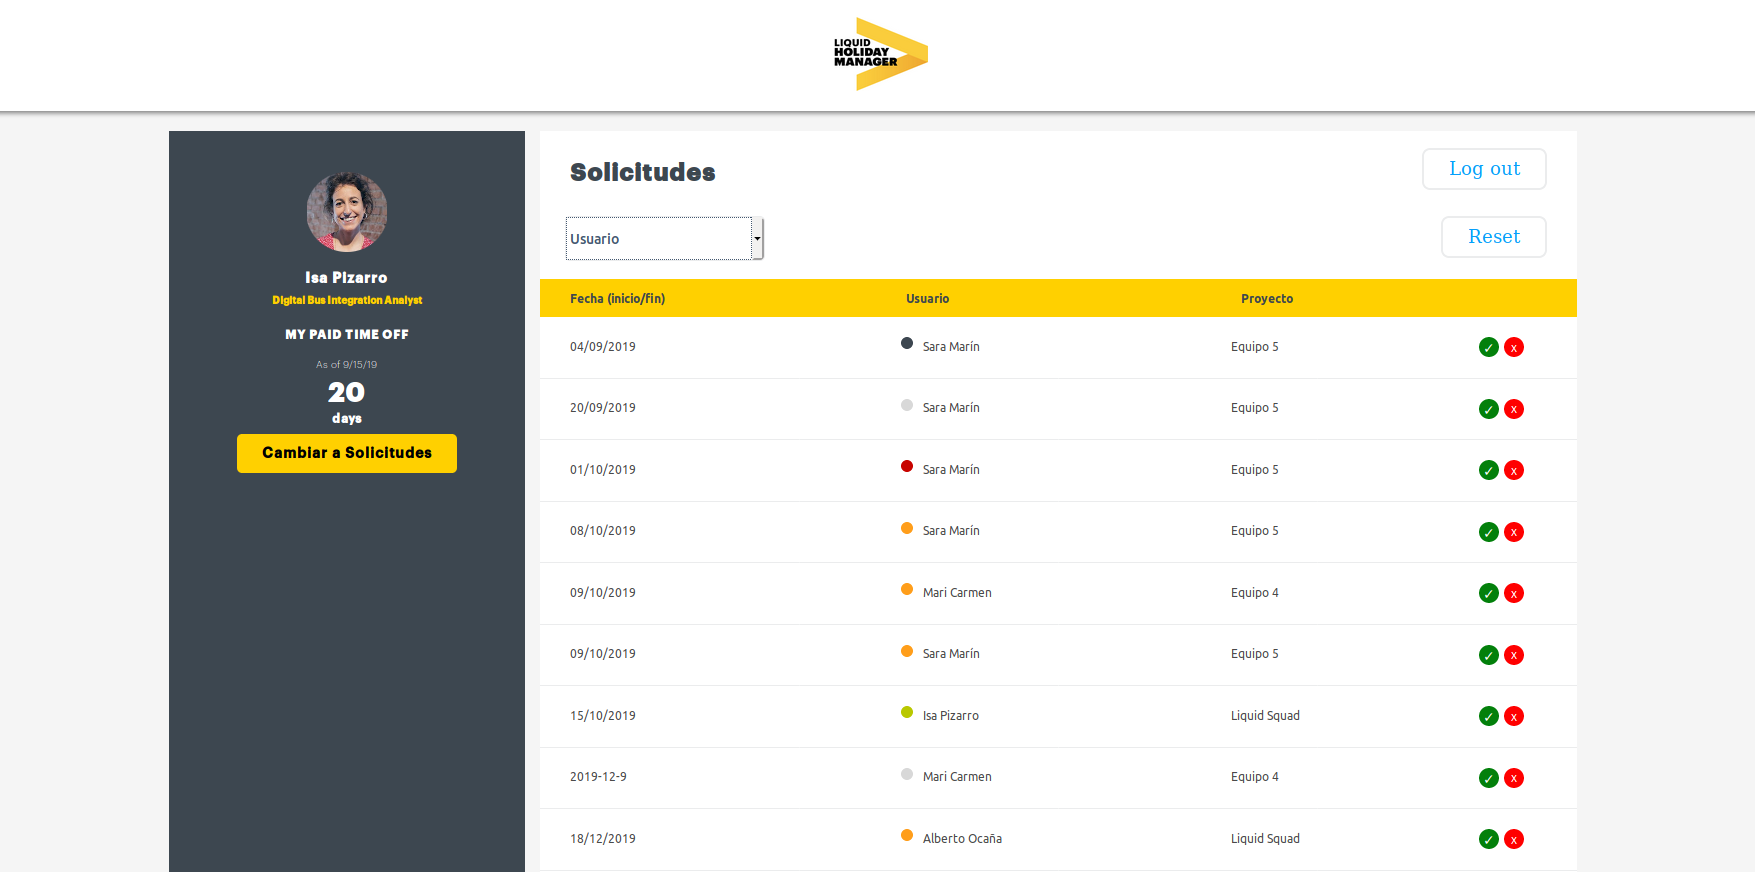 LIQUID
HOLIDAY
MANAGER
Isa Pizarro
Digital Bus Integration Analyst
MY PAID TIME OFF
As of 9/15/19
20
days
Cambiar a Solicitudes
Solicitudes
Log out
Usuario
Reset
Fecha (inicio/fin) Usuario Proyecto
04/09/2019 Sara Marín Equipo 5 ✓ x
20/09/2019 Sara Marín Equipo 5 ✓ x
01/10/2019 Sara Marín Equipo 5 ✓ x
08/10/2019 Sara Marín Equipo 5 ✓ x
09/10/2019 Mari Carmen Equipo 4 ✓ x
09/10/2019 Sara Marín Equipo 5 ✓ x
15/10/2019 Isa Pizarro Liquid Squad ✓ x
2019-12-9 Mari Carmen Equipo 4 ✓ x
18/12/2019 Alberto Ocaña Liquid Squad ✓ x